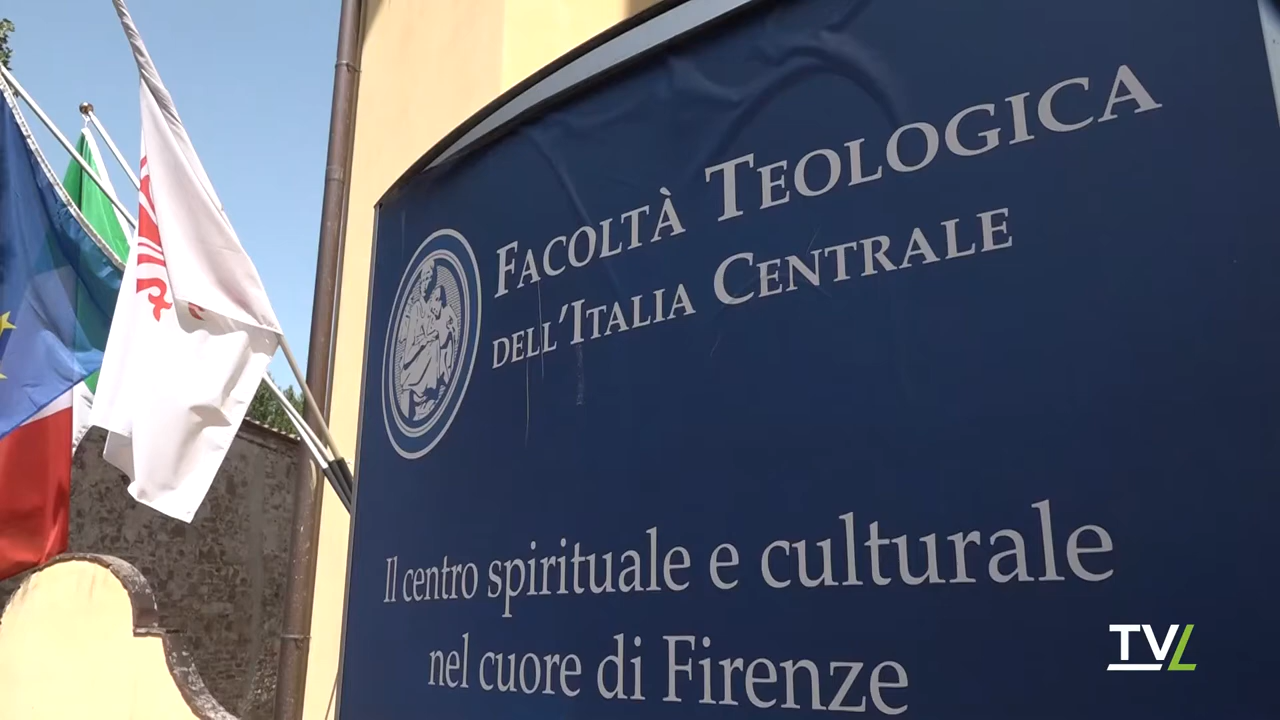 Facoltà Teologica
dell'Italia Centrale
Il centro spirituale e culturale
nel cuore di Firenze
TVL